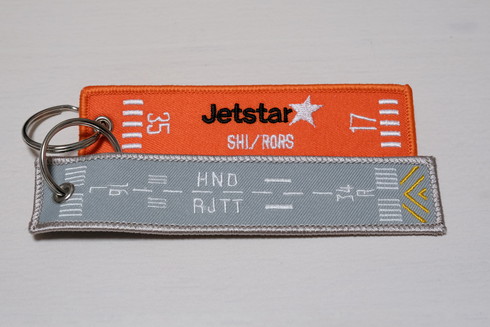 35
Jetstar
SHI/RORS
17
16
L
HND
RJTT
34
R